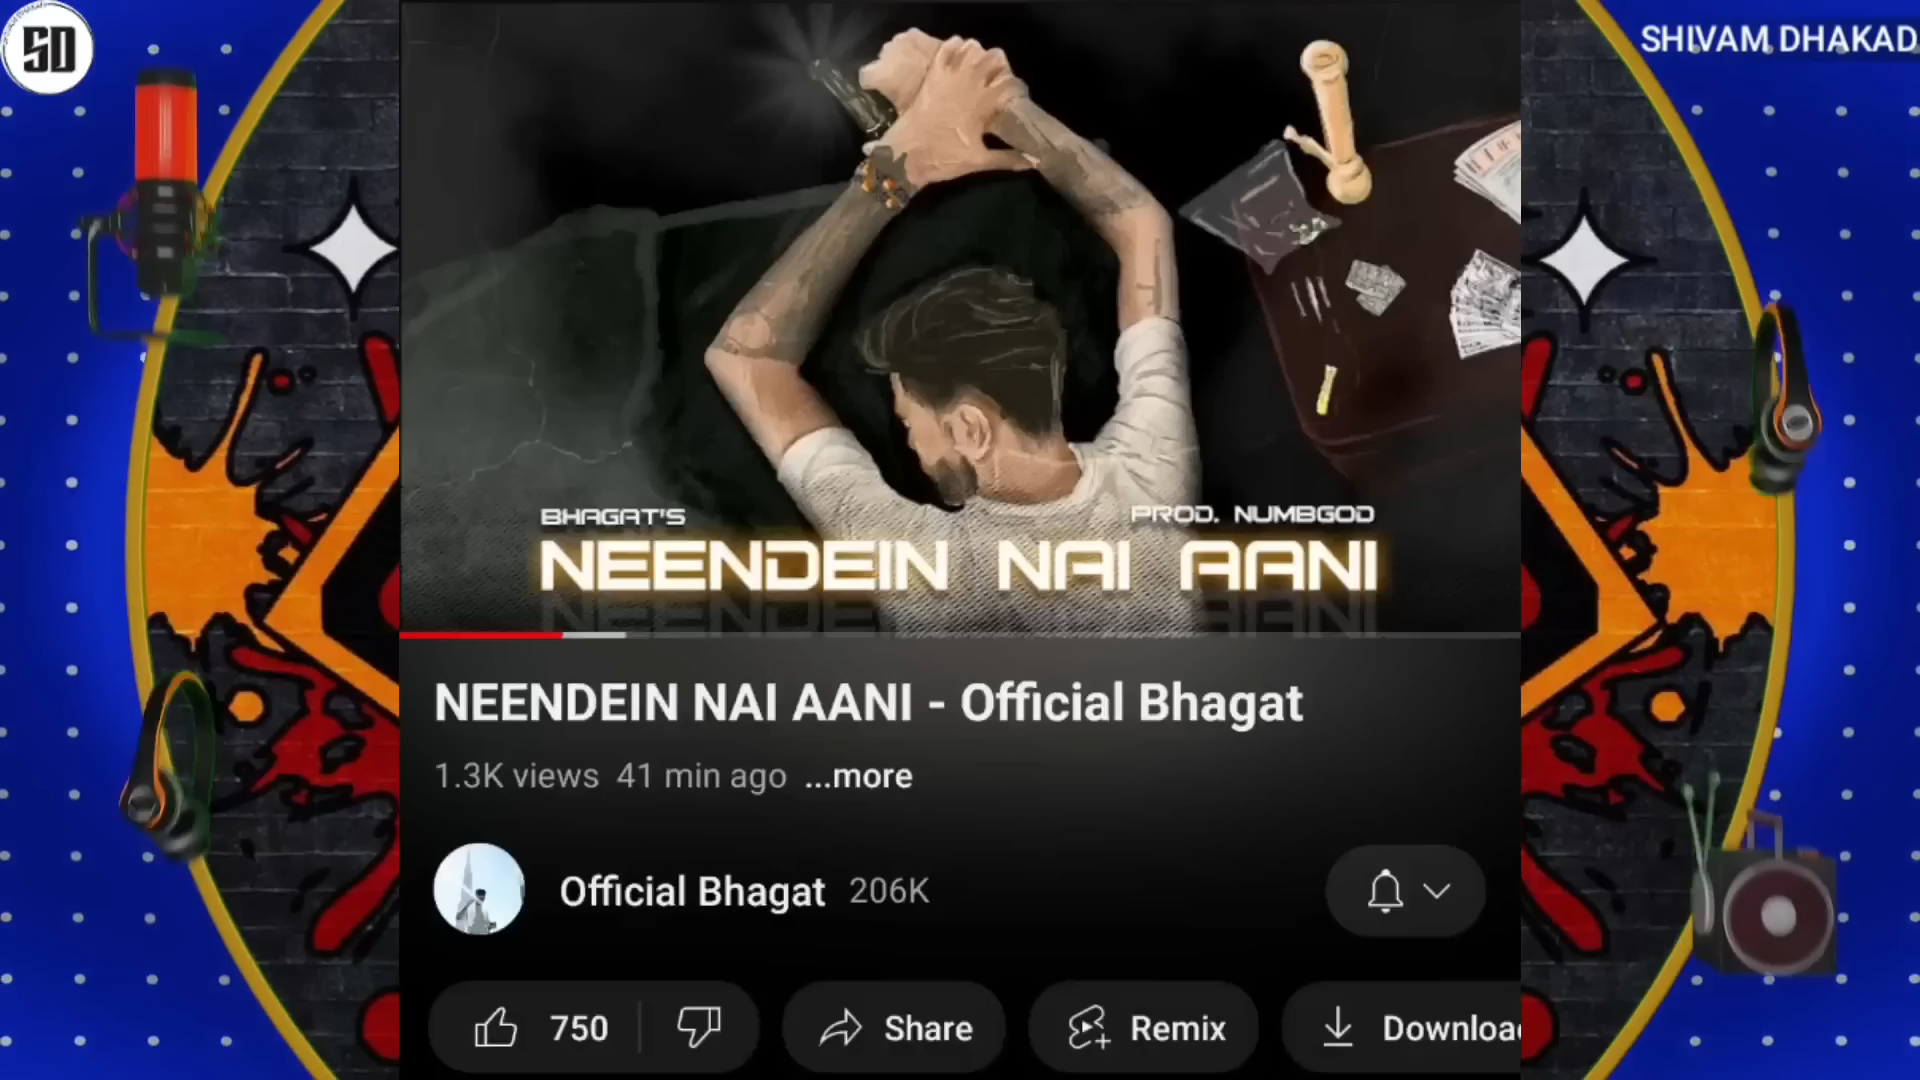 SD
SHIVAM DHAKAD
BHAGAT'S
PROD. NUMBGOD
NEENDEIN NAI AANI
NEENDEIN NAI AANI - Official Bhagat
1.3K views 41 min ago ...more
Official Bhagat 206K
750
Share
Remix
Download